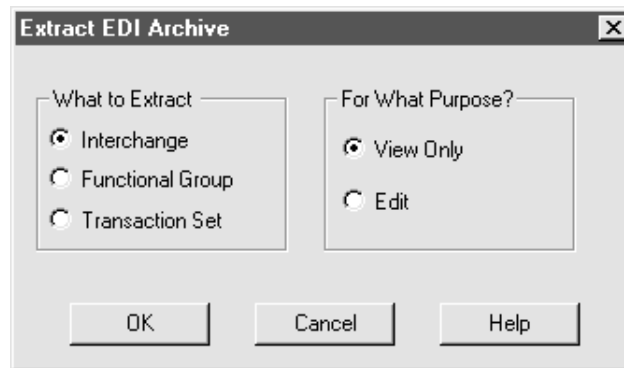 Extract EDI Archive
What to Extract
Interchange
Functional Group
Transaction Set
For What Purpose?
View Only
Edit
OK
Cancel
Help